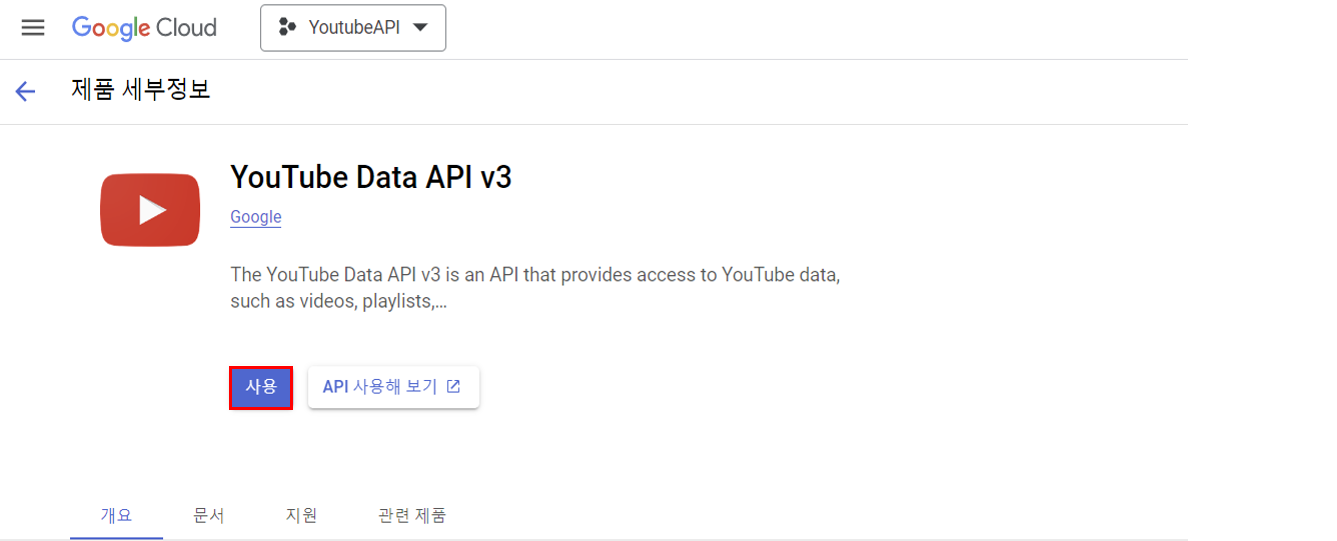 Google Cloud
YoutubeAPI
제품 세부정보
YouTube Data API v3
Google
The YouTube Data API v3 is an API that provides access to YouTube data,
such as videos, playlists,...
사용
API 사용해 보기
개요
문서
지원
관련 제품